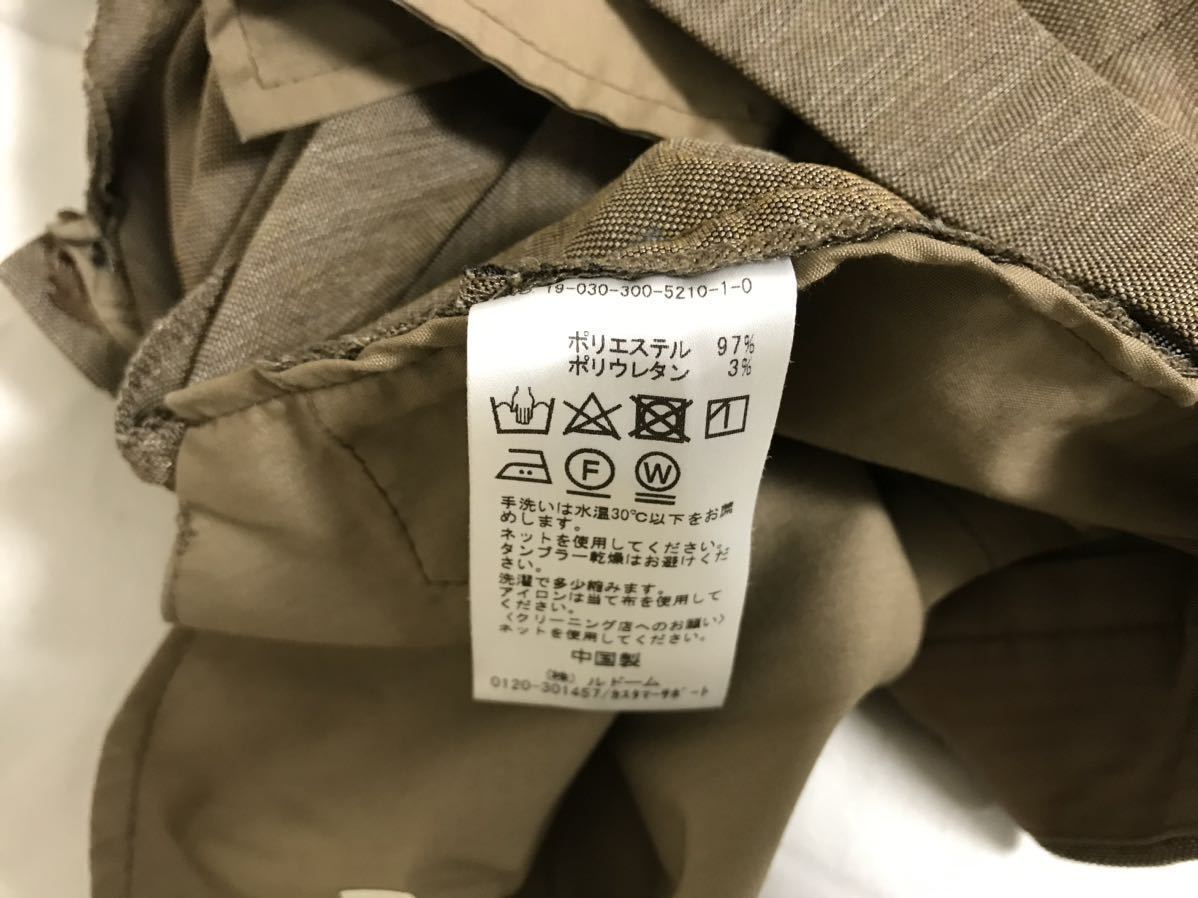 79-030-300-5210-1-0
ポリエステル 97%
ポリウレタン 3%
F W
手洗いは水温30℃以下をお薦
めします。
ネットを使用してください。
タンブラー乾燥はお避けくだ
さい。
洗濯で多少縮みます。
アイロンは当て布を使用して
ください。
〈クリーニング店へのお願い〉
ネットを使用してください。
中国製
(株) ルドーム
0120-301457/カスタマーサポート